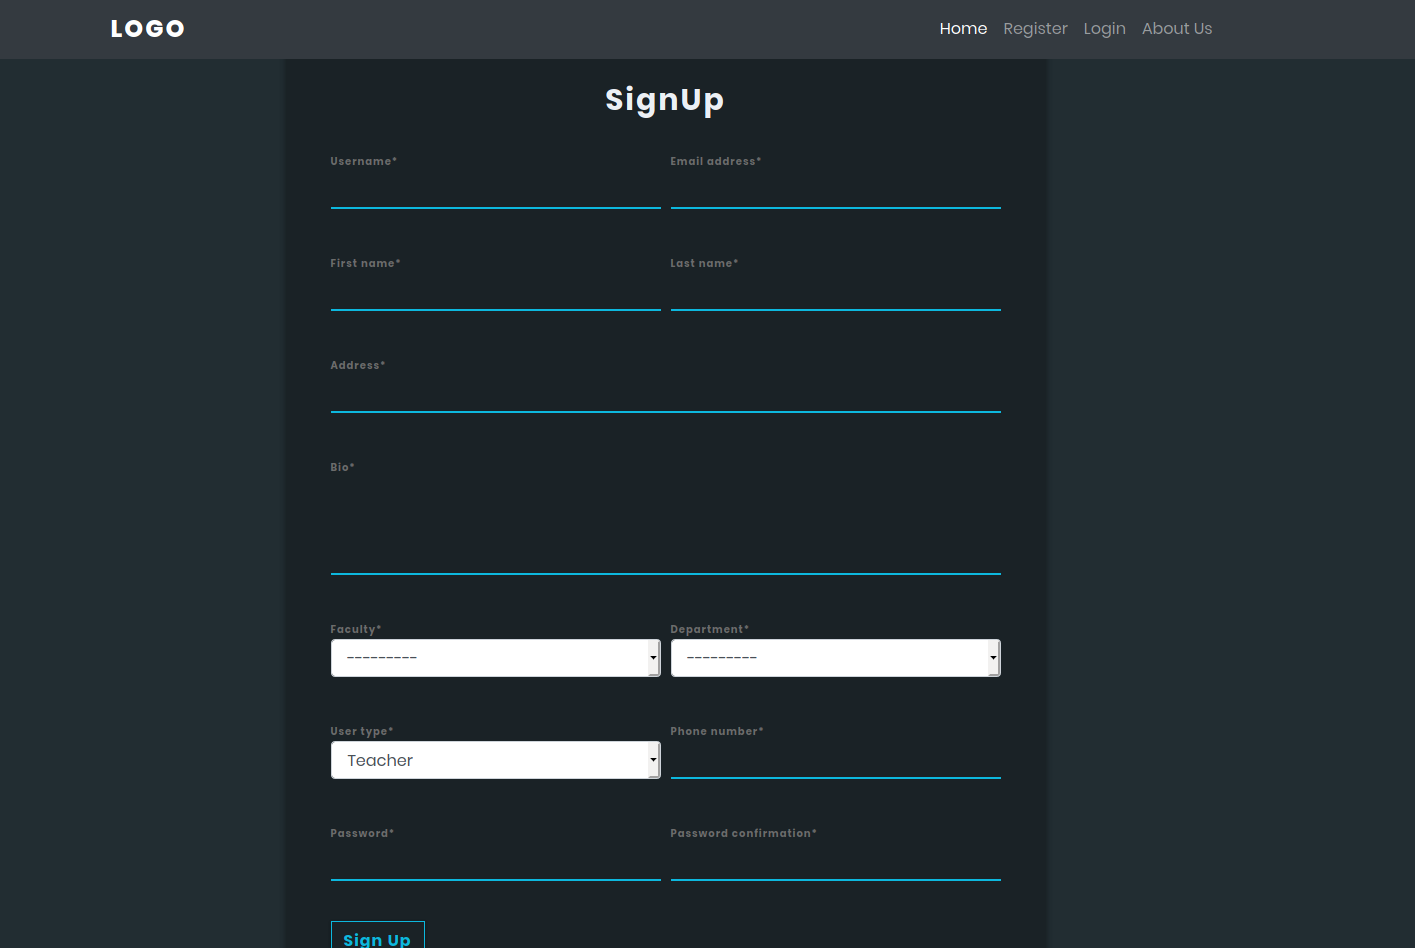 LOGO
Home Register Login About Us
SignUp
Username* Email address*
First name* Last name*
Address*
Bio*
Faculty* Department*
--------- ---------
User type* Phone number*
Teacher
Password* Password confirmation*
Sign Up